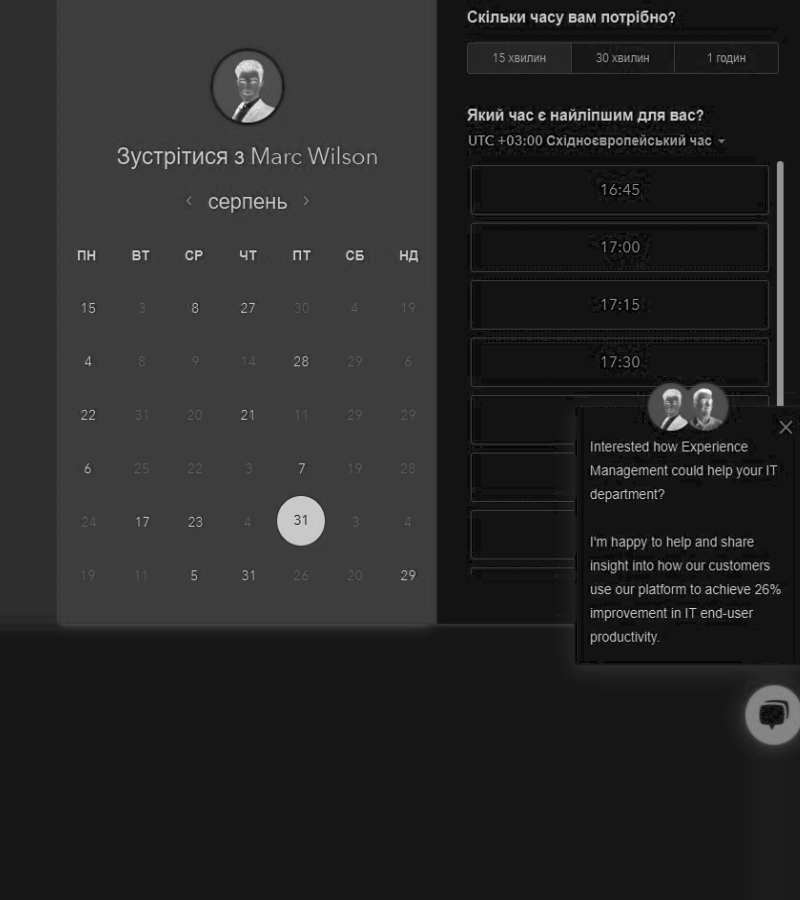 Зустрітися з Marc Wilson
серпень
ПН ВТ СР ЧТ ПТ СБ НД
15 3 8 27 30 4 19
4 8 9 14 28 29 6
22 31 20 21 11 29 29
6 25 22 3 7 19 28
24 17 23 4 31 3 4
19 11 5 31 26 20 29
Скільки часу вам потрібно?
15 хвилин 30 хвилин 1 годин
Який час є найліпшим для вас?
UTC +03:00 Східноєвропейський час
16:45
17:00
17:15
17:30
Interested how Experience
Management could help your IT
department?
I'm happy to help and share
insight into how our customers
use our platform to achieve 26%
improvement in IT end-user
productivity.